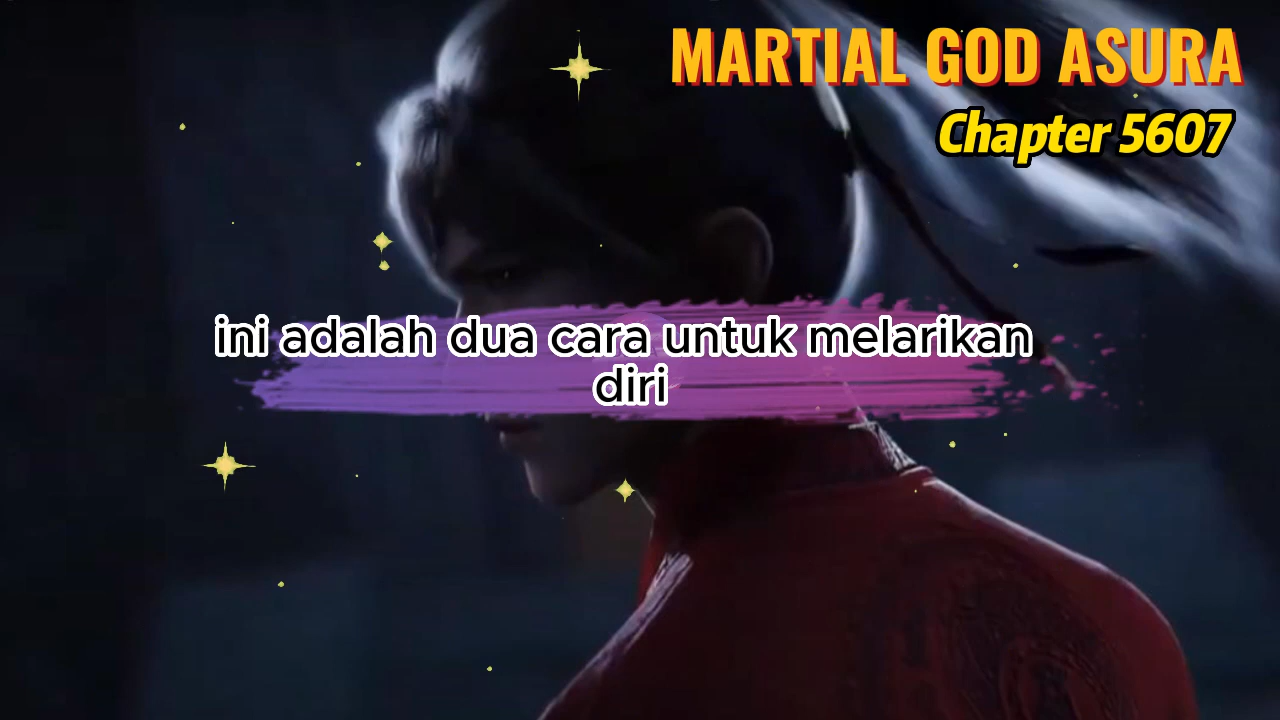 MARTIAL GOD ASURA
Chapter 5607
ini adalah dua cara untuk melarikan
diri